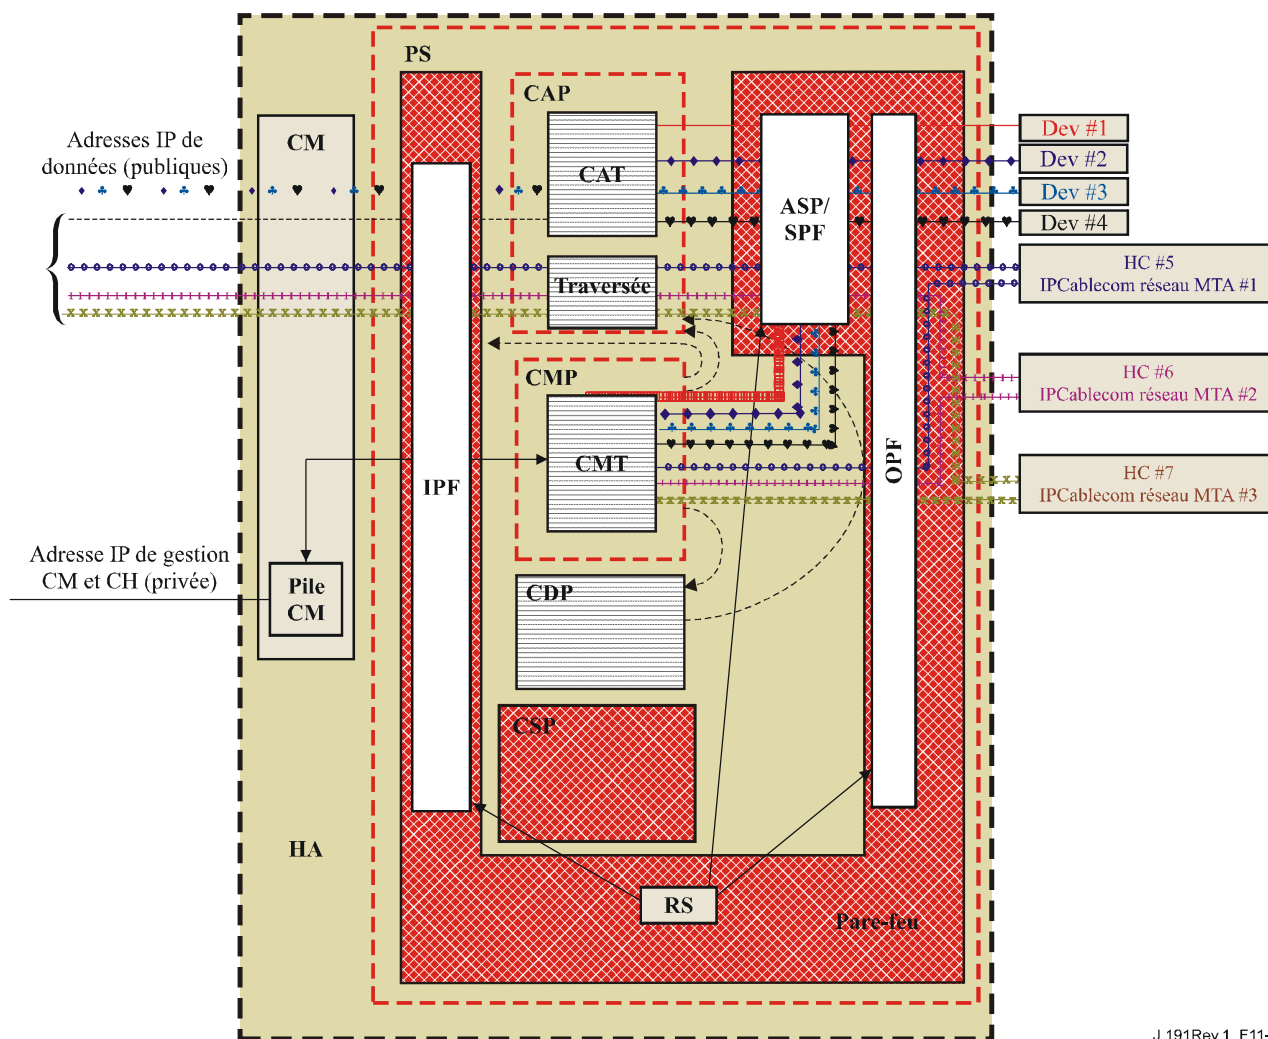 PS
CAP
CM
Adresses IP de
données (publiques)
CAT
ASP/
SPF
Dev #1
Dev #2
Dev #3
Dev #4
Traversée
HC #5
IPCablecom réseau MTA #1
CMP
HC #6
IPCablecom réseau MTA #2
CMT
IPF
OPF
HC #7
IPCablecom réseau MTA #3
Adresse IP de gestion
CM et CH (privée)
Pile
CM
CDP
CSP
HA
RS
Pare-feu
J.191Rev.1_F11-